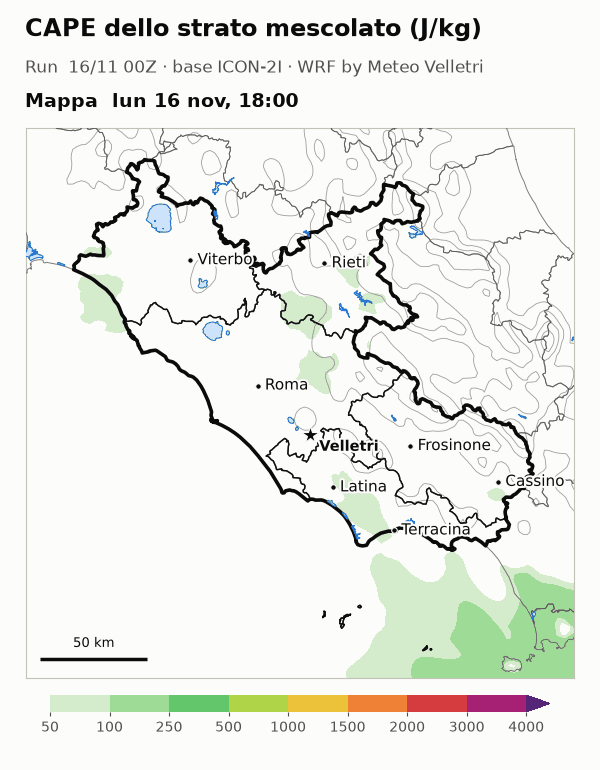 CAPE dello strato mescolato (J/kg)
Run  16/11 00Z · base ICON-2I · WRF by Meteo Velletri
Mappa  lun 16 nov, 18:00
Viterbo
Rieti
Roma
Velletri
Frosinone
Latina
Cassino
Terracina
50 km
50 100 250 500 1000 1500 2000 3000 4000